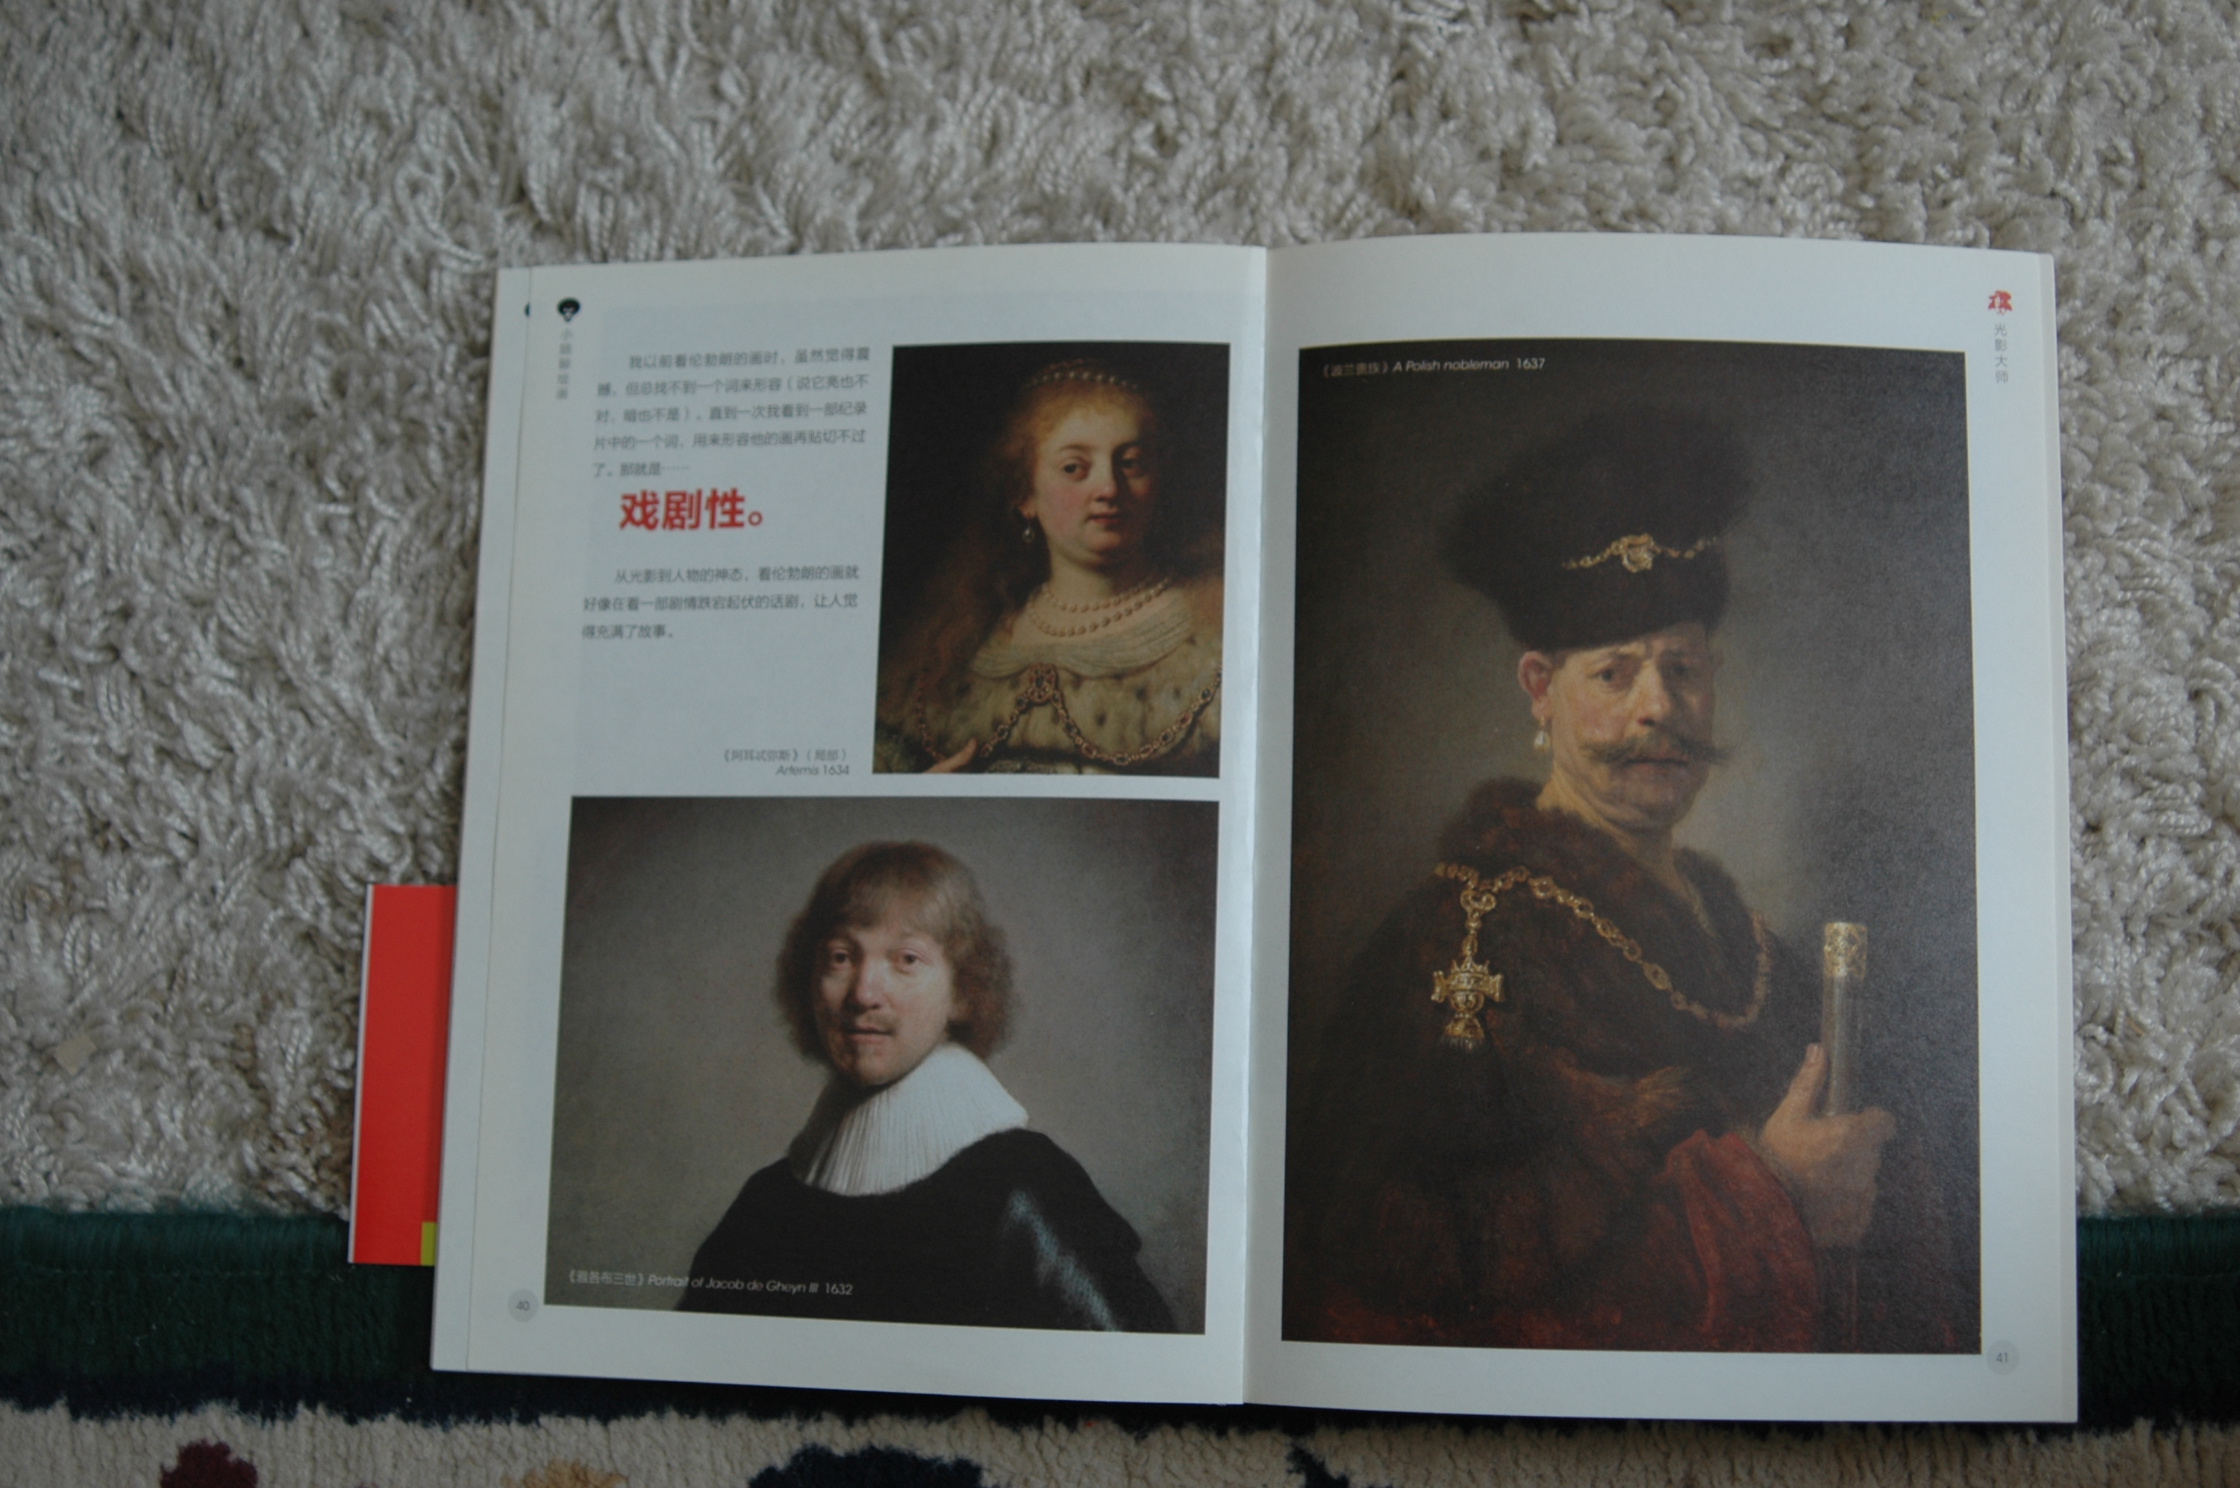 小顾聊绘画
我以前看伦勃朗的画时，虽然觉得震
撼，但总找不到一个词来形容（说它亮也不
对，暗也不是）。直到一次我看到一部纪录
片中的一个词，用来形容他的画再贴切不过
了。那就是……
戏剧性。
从光影到人物的神态，看伦勃朗的画就
好像在看一部剧情跌宕起伏的话剧，让人觉
得充满了故事。
《阿耳忒弥斯》（局部）
Artemis 1634
《雅各布三世》Portrait of Jacob de Gheyn III 1632
40
光影大师
《波兰贵族》A Polish nobleman 1637
41